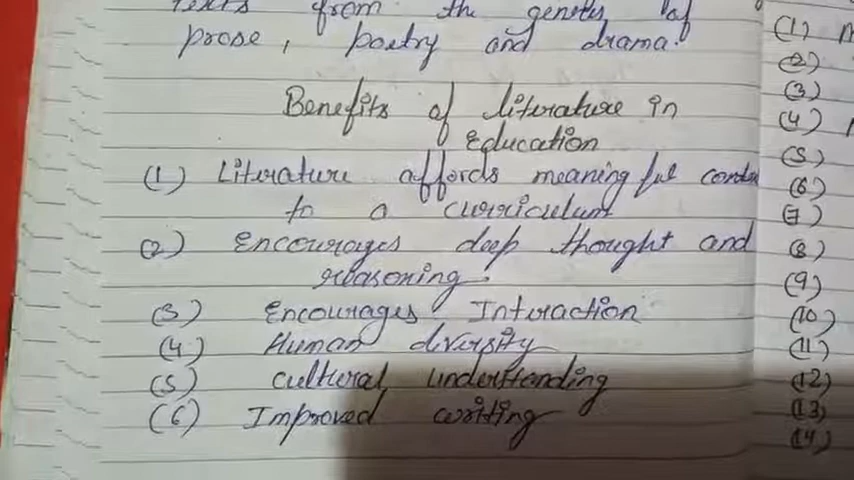 texts from the genres of
prose, poetry and drama.
Benefits of literature in
Education
(1) Literature affords meaningful
to a curriculum
(2) Encourages deep thought and
reasoning
(3) Encourages Interaction
(4) Human diversity
(5) cultural understanding
(6) Improved writing
(1)
(2)
(3)
(4)
(5)
(6)
(7)
(8)
(9)
(10)
(11)
(12)
(13)
(14)